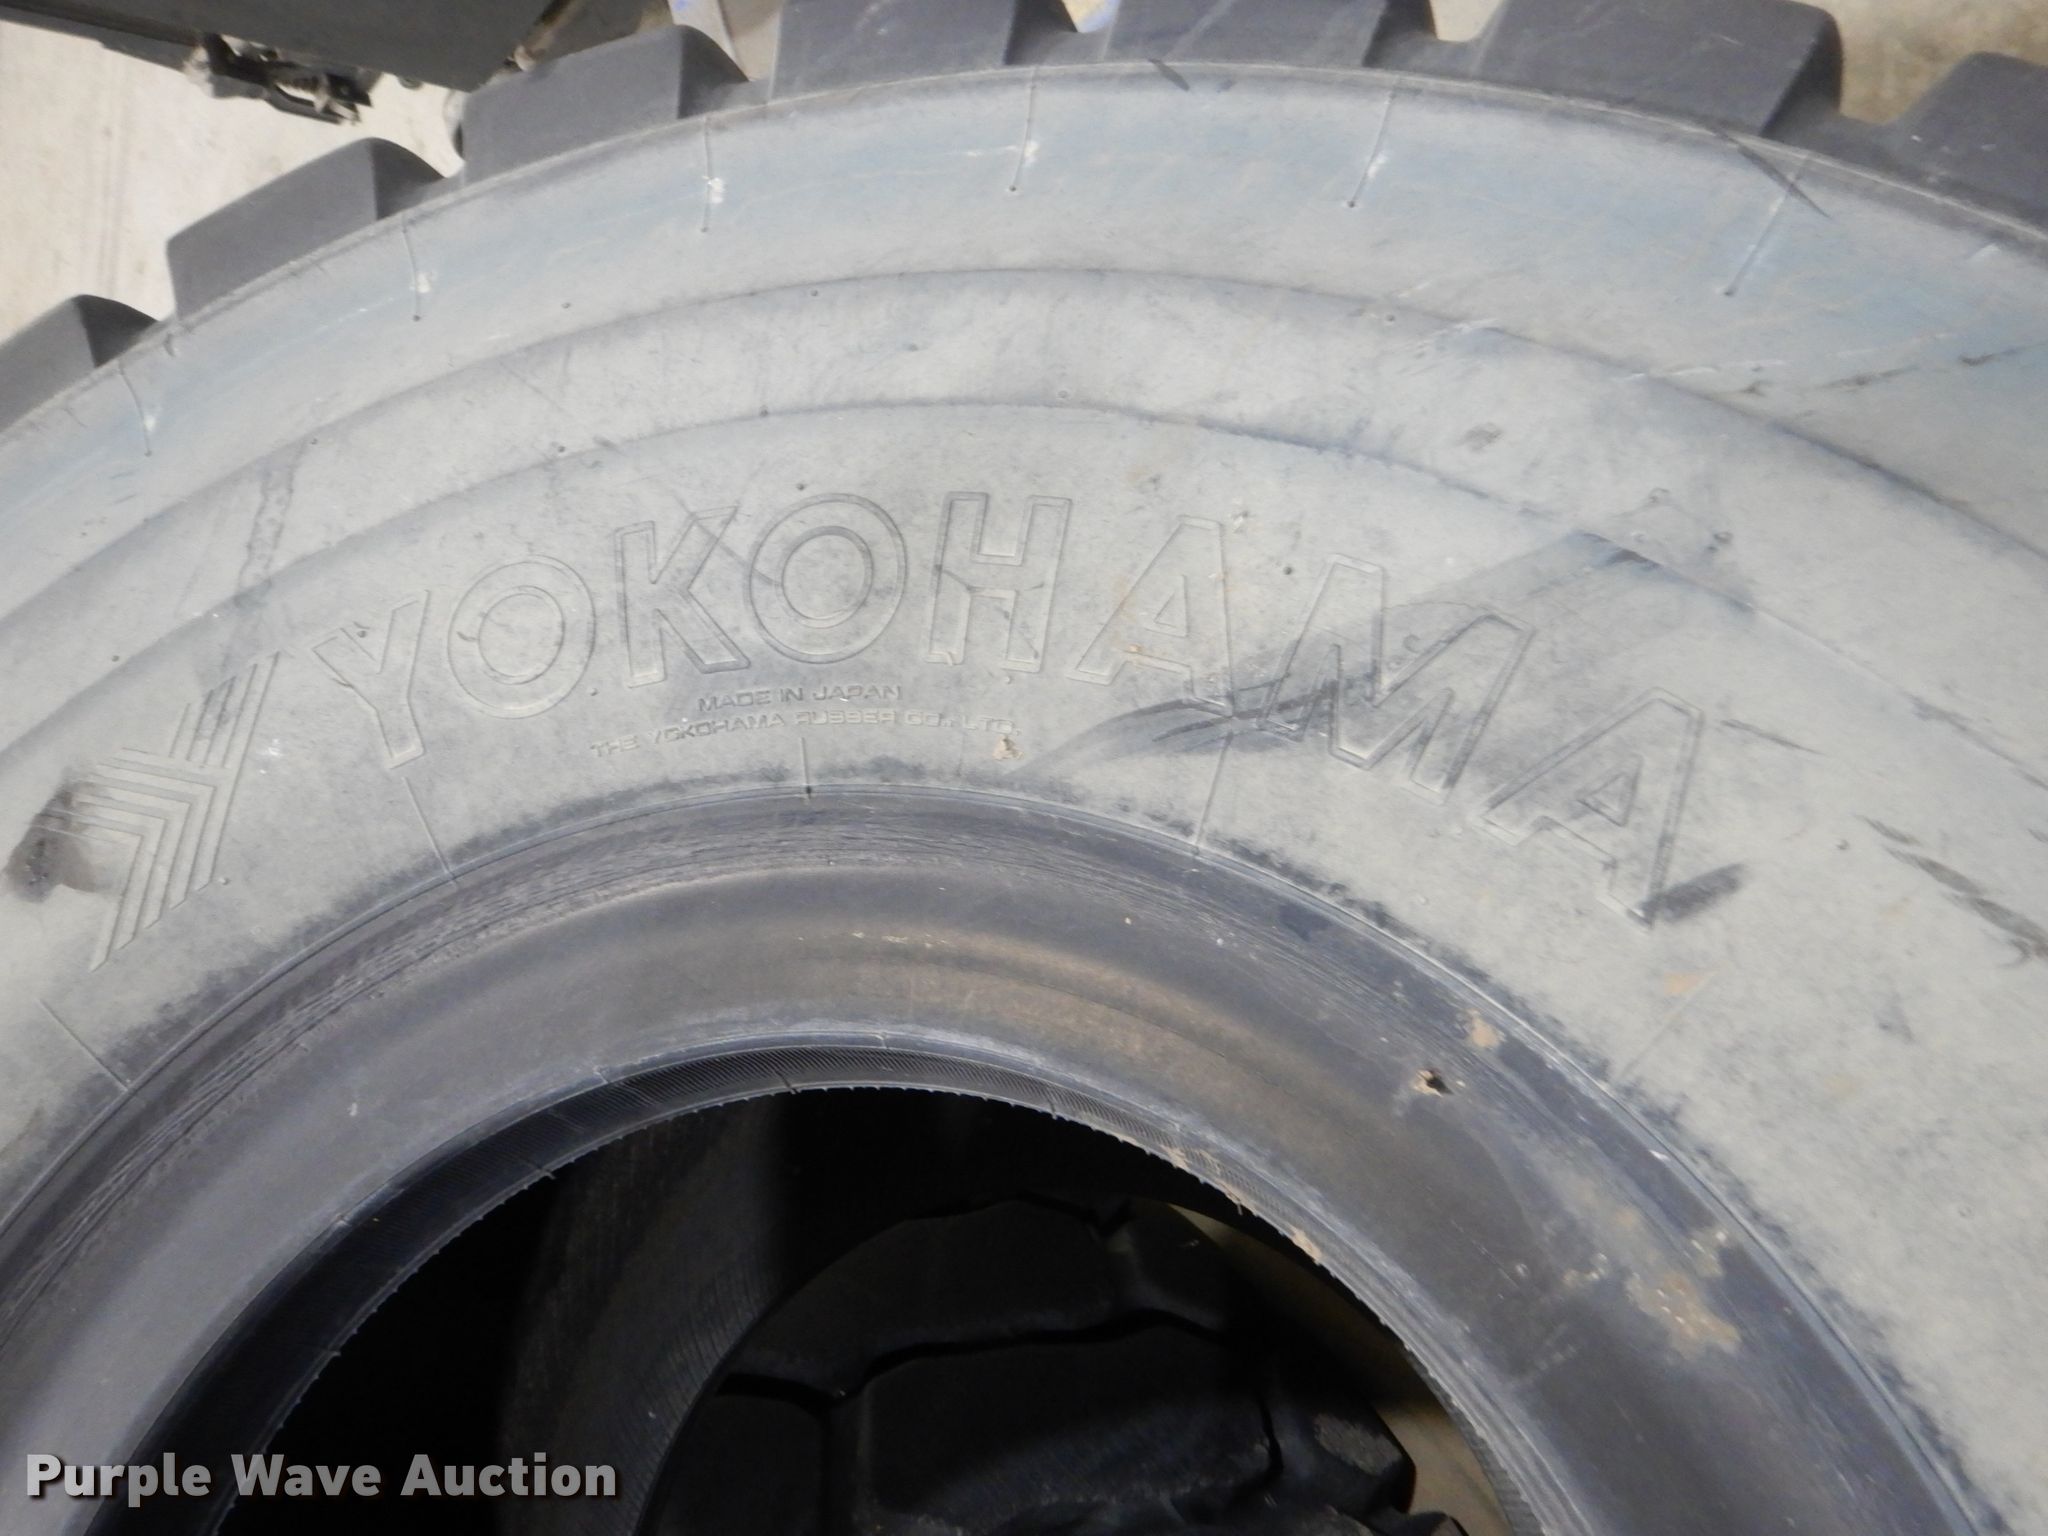 YOKOHAMA
MADE IN JAPAN
THE YOKOHAMA RUBBER CO., LTD.
Purple Wave Auction